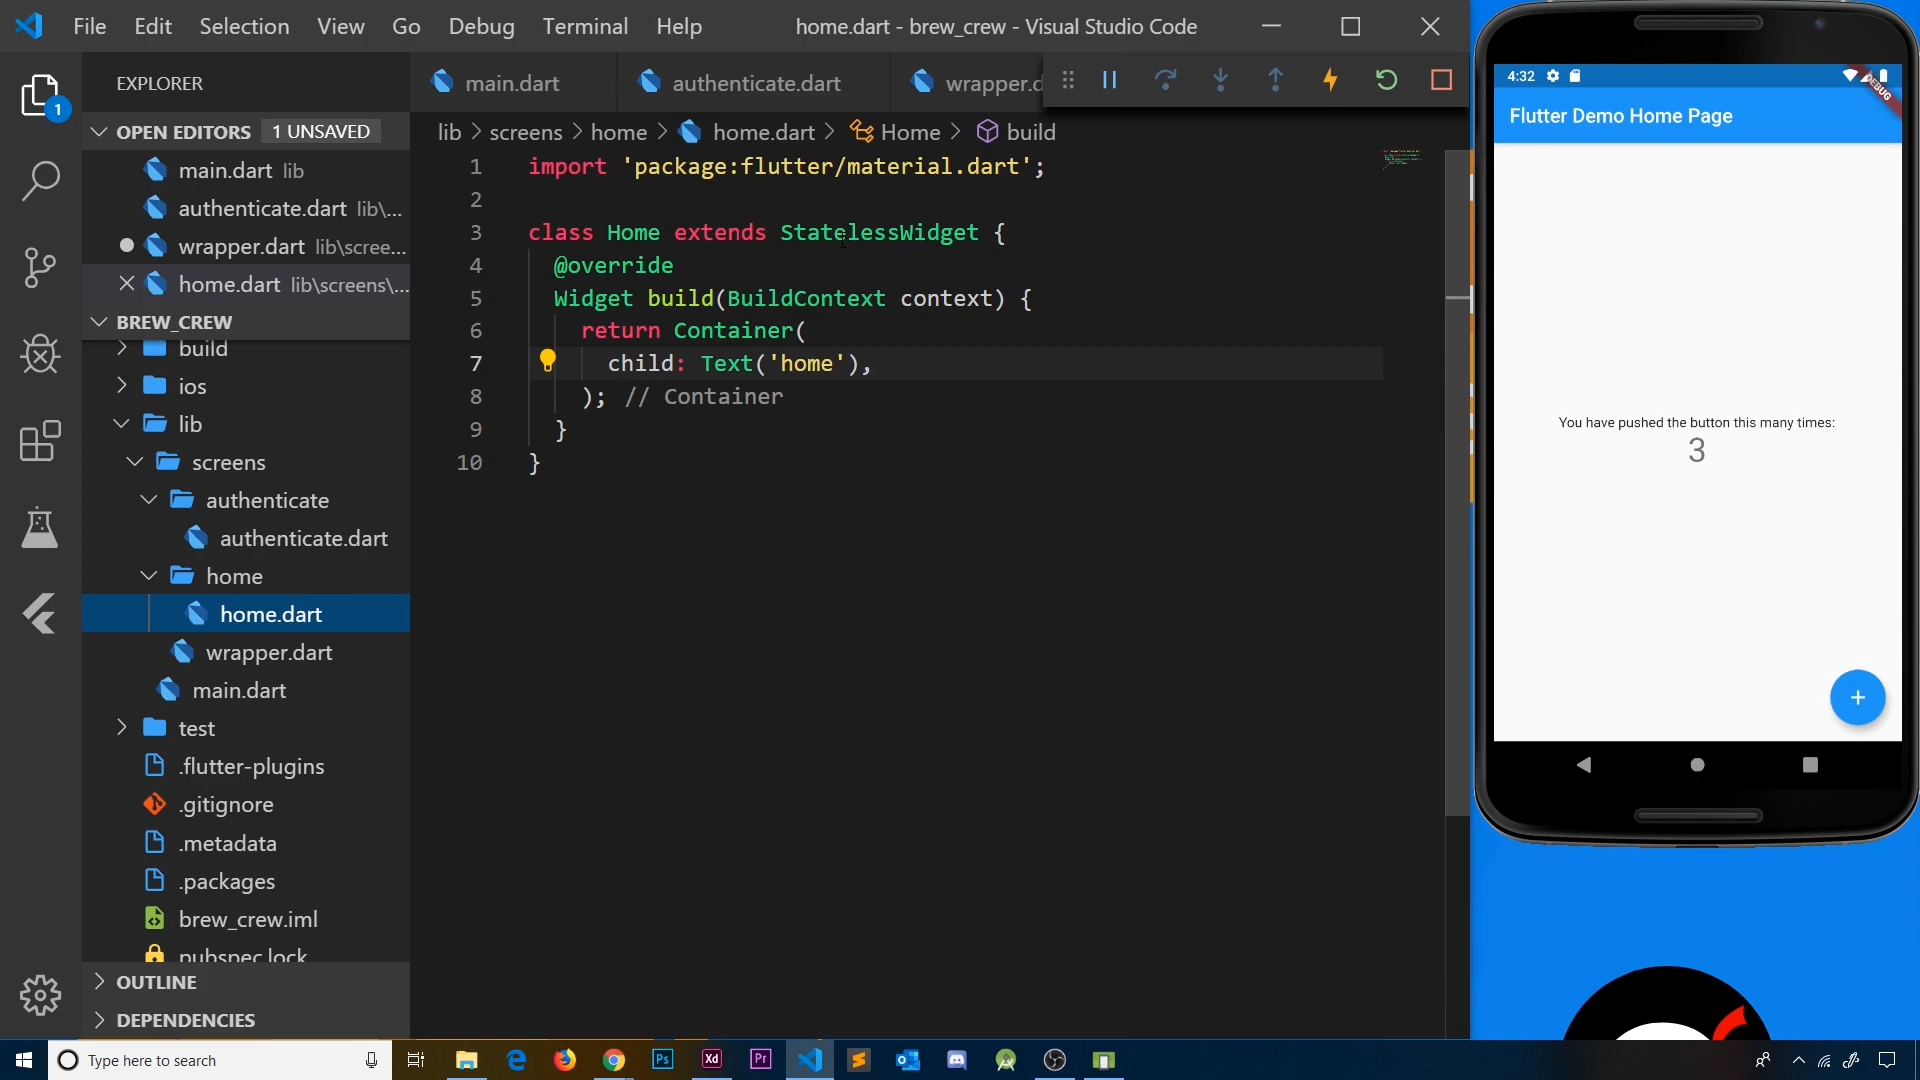 File Edit Selection View Go Debug Terminal Help
home.dart - brew_crew - Visual Studio Code
EXPLORER
1
OPEN EDITORS 1 UNSAVED
main.dart lib
authenticate.dart lib\...
wrapper.dart lib\scree...
home.dart lib\screens\...
BREW_CREW
build
ios
lib
screens
authenticate
authenticate.dart
home
home.dart
wrapper.dart
main.dart
test
.flutter-plugins
.gitignore
.metadata
.packages
brew_crew.iml
pubspec.lock
OUTLINE
DEPENDENCIES
main.dart authenticate.dart wrapper.d
lib > screens > home > home.dart > Home > build
1 import 'package:flutter/material.dart';
2
3 class Home extends StatelessWidget {
4 @override
5 Widget build(BuildContext context) {
6 return Container(
7 child: Text('home'),
8 ); // Container
9 }
10 }
4:32
DEBUG
Flutter Demo Home Page
You have pushed the button this many times:
3
+
Type here to search
Ps Xd Pr